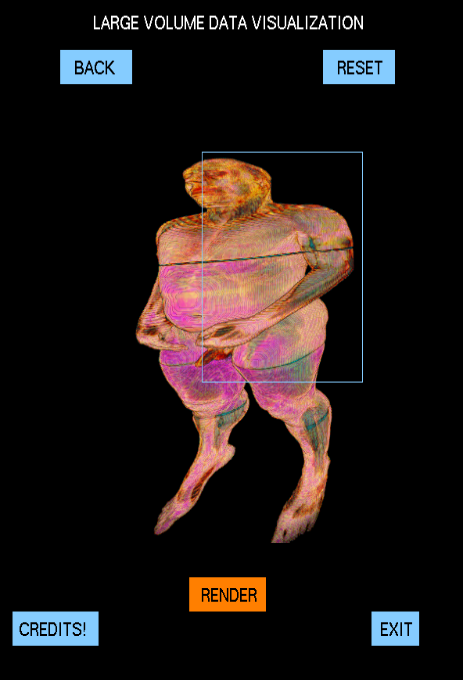 LARGE VOLUME DATA VISUALIZATION
BACK
RESET
RENDER
CREDITS!
EXIT